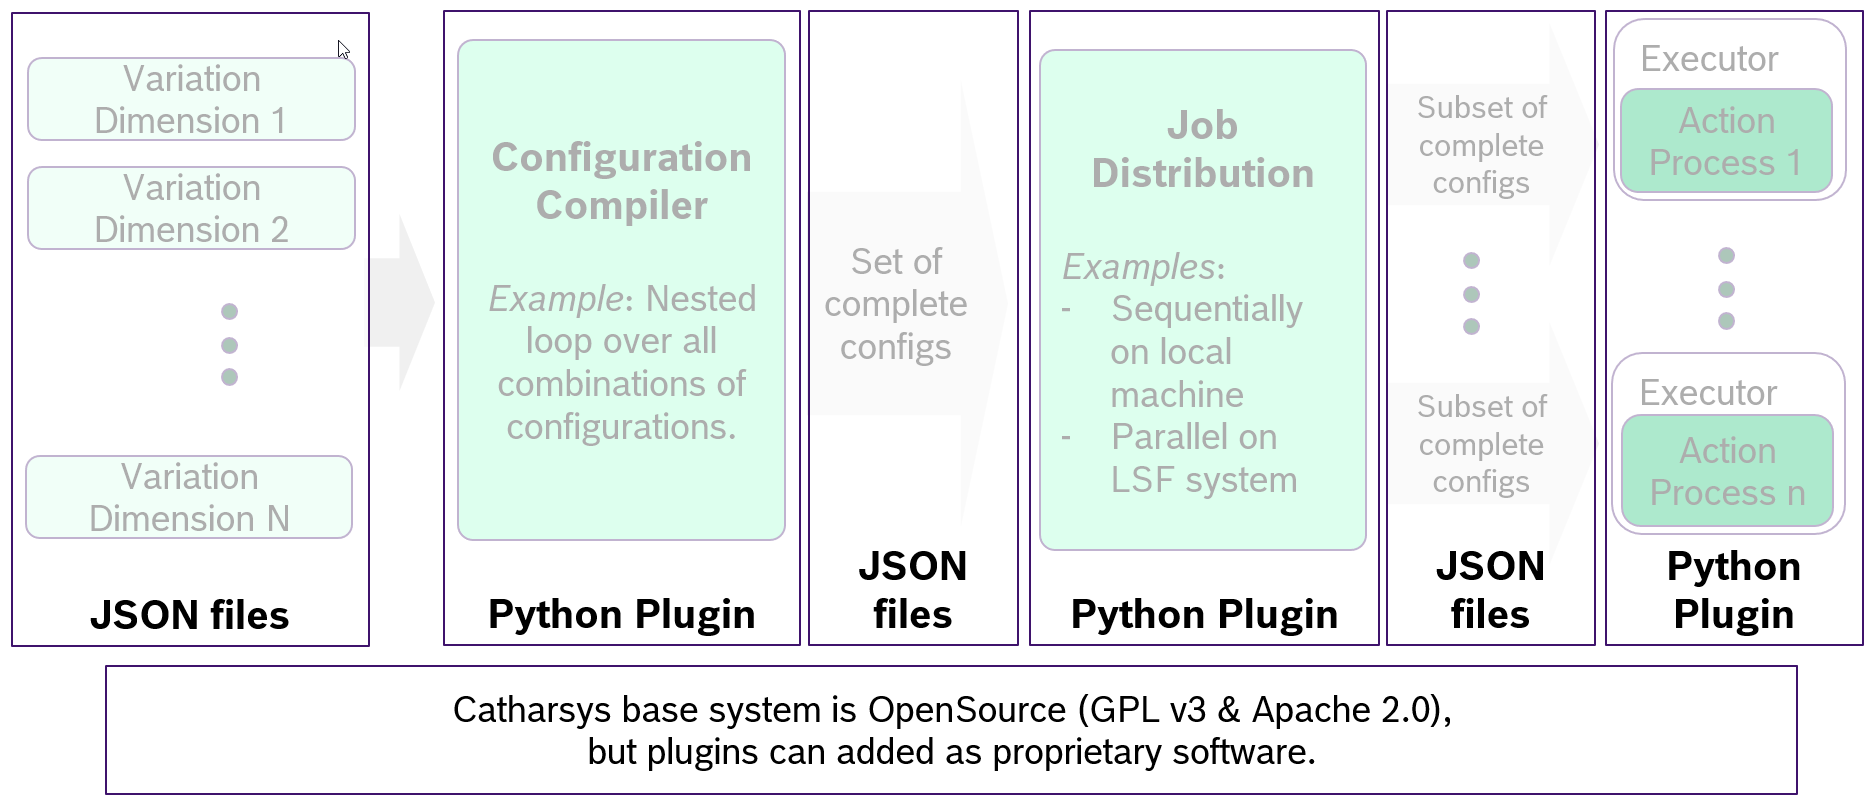 Variation
Dimension 1
Variation
Dimension 2
Variation
Dimension N
JSON files
Configuration
Compiler
Example: Nested
loop over all
combinations of
configurations.
Python Plugin
Set of
complete
configs
JSON
files
Job
Distribution
Examples:
- Sequentially
on local
machine
- Parallel on
LSF system
Python Plugin
Subset of
complete
configs
Subset of
complete
configs
JSON
files
Executor
Action
Process 1
Executor
Action
Process n
Python
Plugin
Catharsys base system is OpenSource (GPL v3 & Apache 2.0),
but plugins can added as proprietary software.